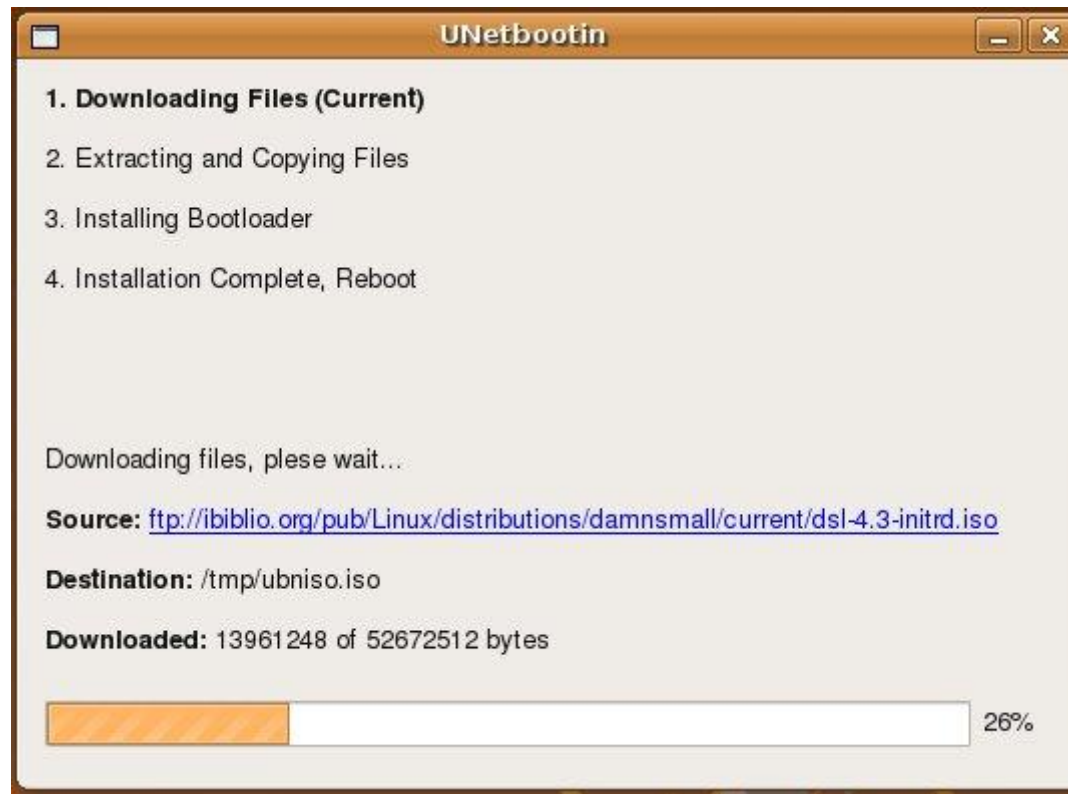 UNetbootin
1. Downloading Files (Current)
2. Extracting and Copying Files
3. Installing Bootloader
4. Installation Complete, Reboot
Downloading files, plese wait...
Source: ftp://ibiblio.org/pub/Linux/distributions/damnsmall/current/dsl-4.3-initrd.iso
Destination: /tmp/ubniso.iso
Downloaded: 13961248 of 52672512 bytes
26%